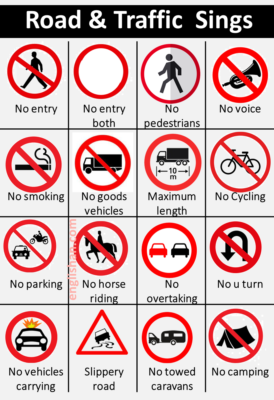 Road & Traffic Sings
No entry
No entry
both
No
pedestrians
No voice
No smoking
No goods
vehicles
10
m
Maximum
length
No Cycling
No parking
No horse
riding
No
overtaking
No u turn
No vehicles
carrying
Slippery
road
No towed
caravans
No camping